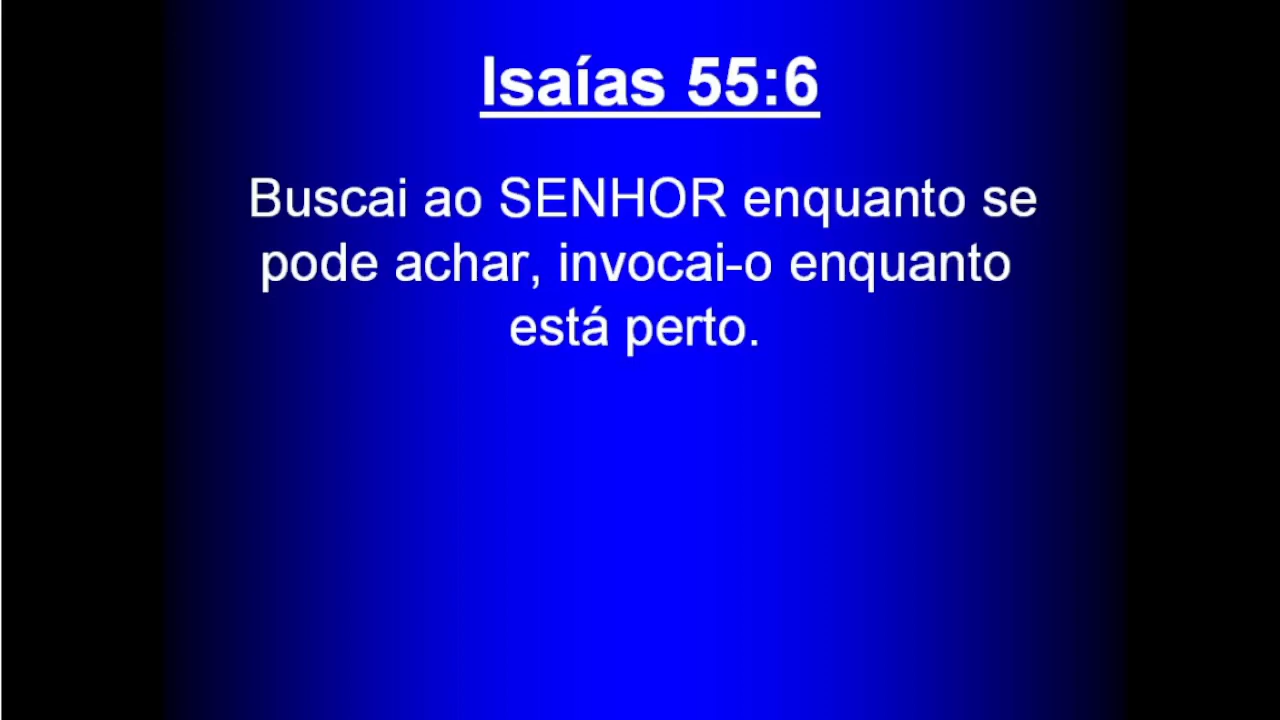 Isaías 55:6
Buscai ao SENHOR enquanto se
pode achar, invocai-o enquanto
está perto.